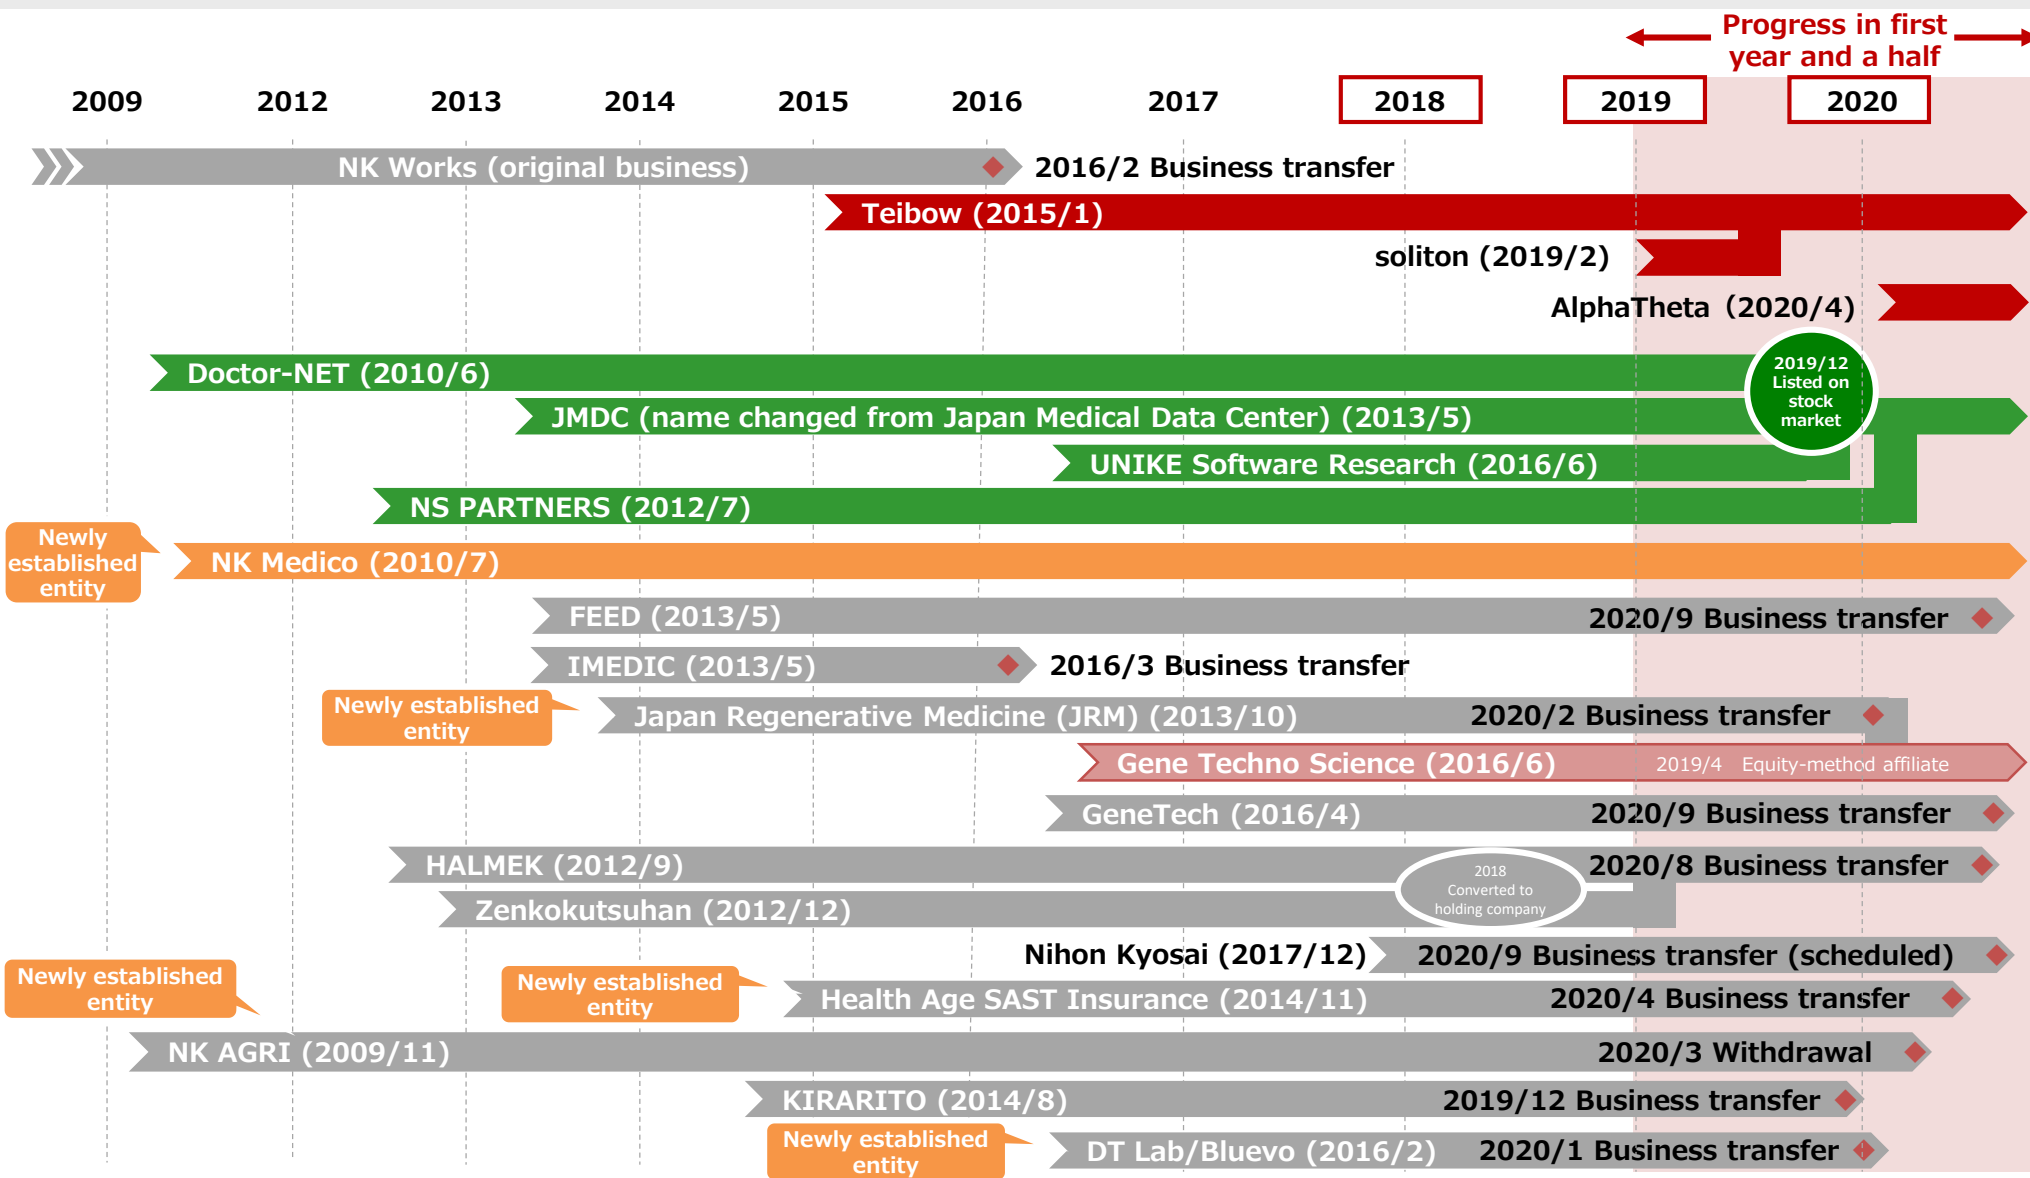 Progress in first
year and a half
2009
2012
2013
2014
2015
2016
2017
2018
2019
2020
NK Works (original business)
2016/2 Business transfer
Teibow (2015/1)
soliton (2019/2)
AlphaTheta（2020/4)
Doctor-NET (2010/6)
2019/12
Listed on
stock
market
JMDC (name changed from Japan Medical Data Center) (2013/5)
UNIKE Software Research (2016/6)
NS PARTNERS (2012/7)
Newly
established
entity
NK Medico (2010/7)
FEED (2013/5)
2020/9 Business transfer
IMEDIC (2013/5)
2016/3 Business transfer
Newly established
entity
Japan Regenerative Medicine (JRM) (2013/10)
2020/2 Business transfer
Gene Techno Science (2016/6)
2019/4 Equity-method affiliate
GeneTech (2016/4)
2020/9 Business transfer
HALMEK (2012/9)
2018
Converted to
holding company
2020/8 Business transfer
Zenkokutsuhan (2012/12)
Nihon Kyosai (2017/12)
2020/9 Business transfer (scheduled)
Newly established
entity
Newly established
entity
Health Age SAST Insurance (2014/11)
2020/4 Business transfer
NK AGRI (2009/11)
2020/3 Withdrawal
KIRARITO (2014/8)
2019/12 Business transfer
Newly established
entity
DT Lab/Bluevo (2016/2)
2020/1 Business transfer